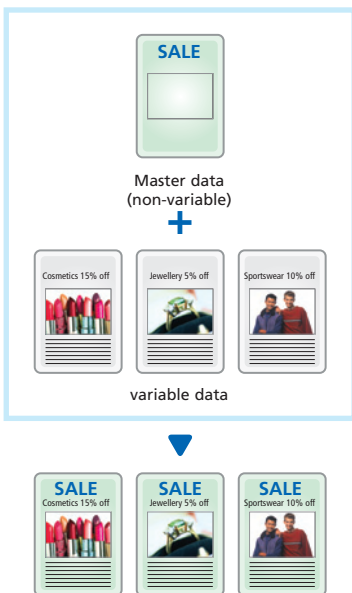 SALE
Master data
(non-variable)
+
Cosmetics 15% off
Jewellery 5% off
Sportswear 10% off
variable data
SALE
Cosmetics 15% off
SALE
Jewellery 5% off
SALE
Sportswear 10% off